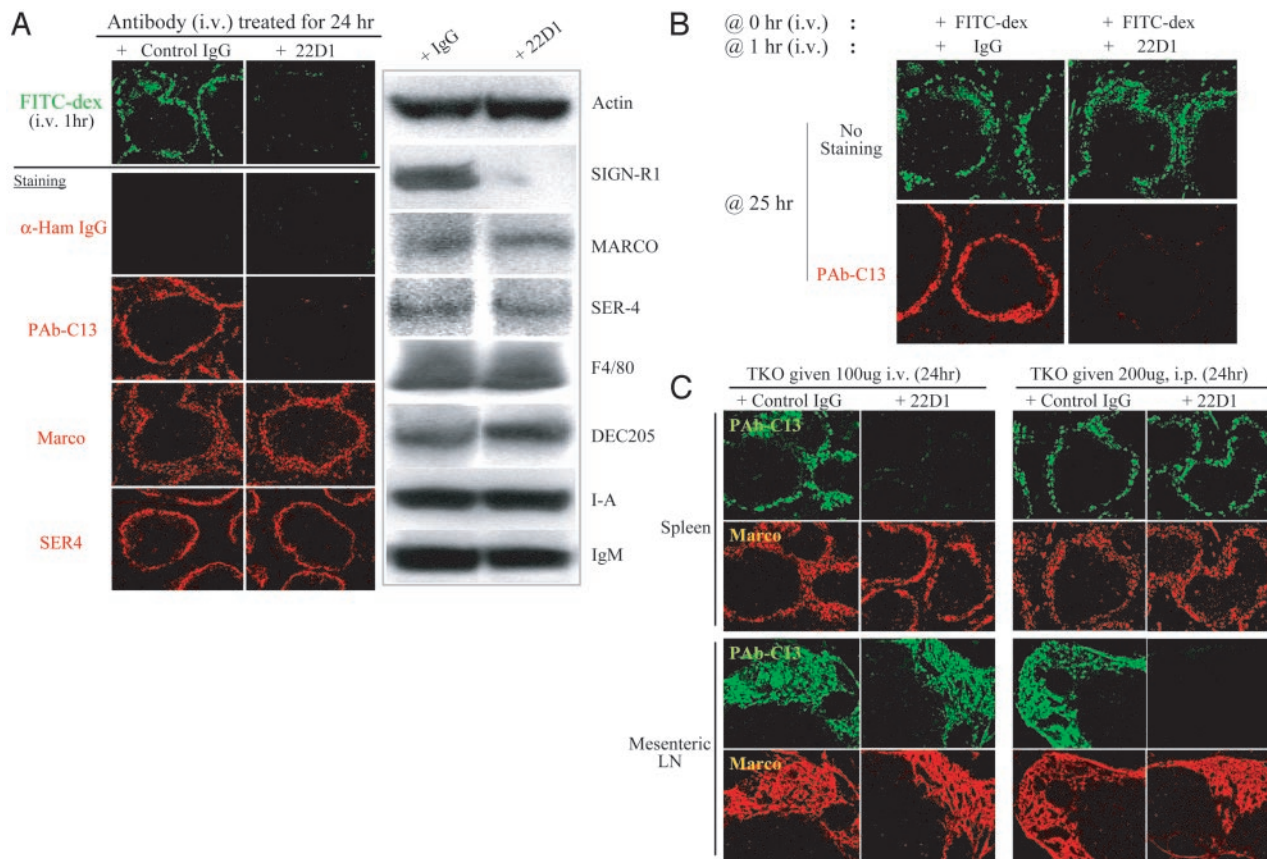 A
Antibody (i.v.) treated for 24 hr
+ Control IgG
+ 22D1
FITC-dex
(i.v. 1hr)
Staining
α-Ham IgG
PAb-C13
Marco
SER4
+ IgG
+ 22D1
Actin
SIGN-R1
MARCO
SER-4
F4/80
DEC205
I-A
IgM
B
@ 0 hr (i.v.) : + FITC-dex + FITC-dex
@ 1 hr (i.v.) : + IgG + 22D1
No
Staining
@ 25 hr
PAb-C13
C
TKO given 100ug i.v. (24hr)
TKO given 200ug, i.p. (24hr)
+ Control IgG
+ 22D1
+ Control IgG
+ 22D1
PAb-C13
Spleen
Marco
PAb-C13
Mesenteric
LN
Marco